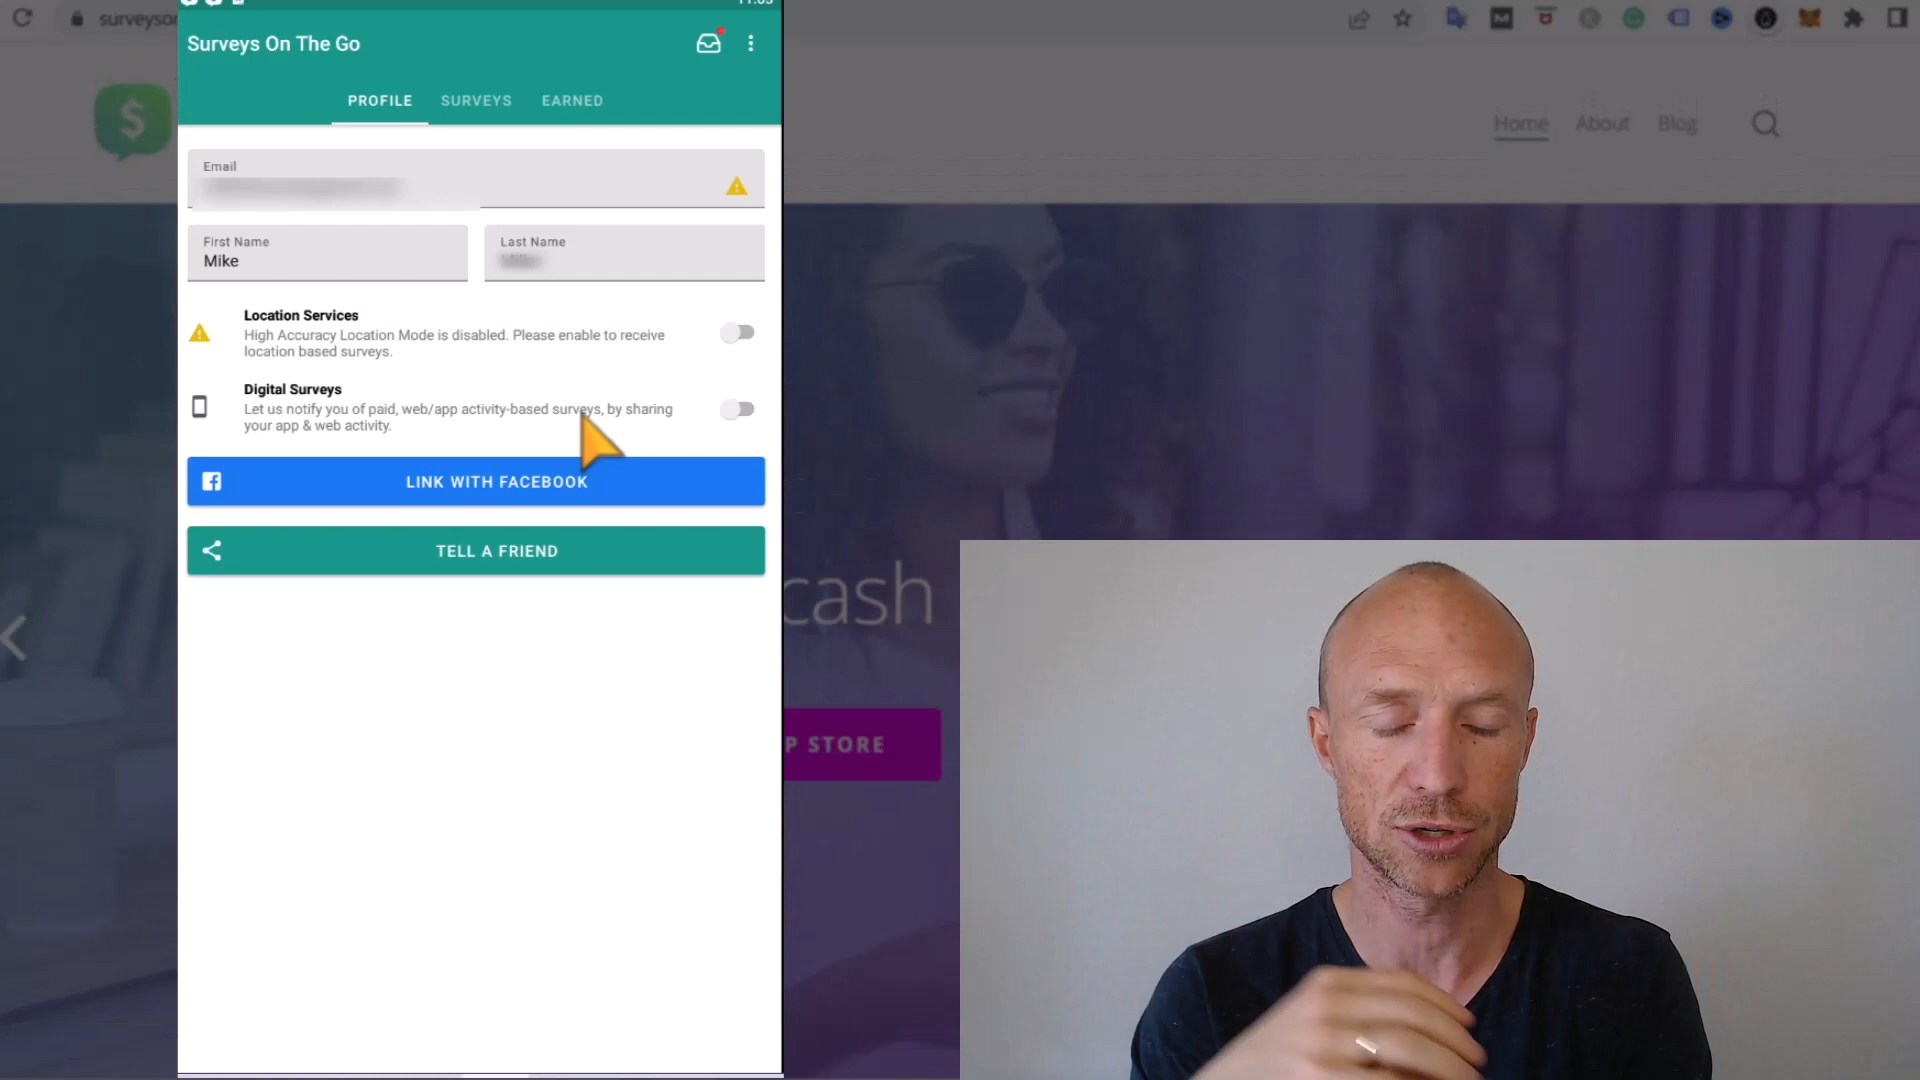 Surveys On The Go
PROFILE SURVEYS EARNED
Email
First Name
Mike
Last Name
Location Services
High Accuracy Location Mode is disabled. Please enable to receive
location based surveys.
Digital Surveys
Let us notify you of paid, web/app activity-based surveys, by sharing
your app & web activity.
LINK WITH FACEBOOK
TELL A FRIEND
$
Home About Blog
cash
P STORE